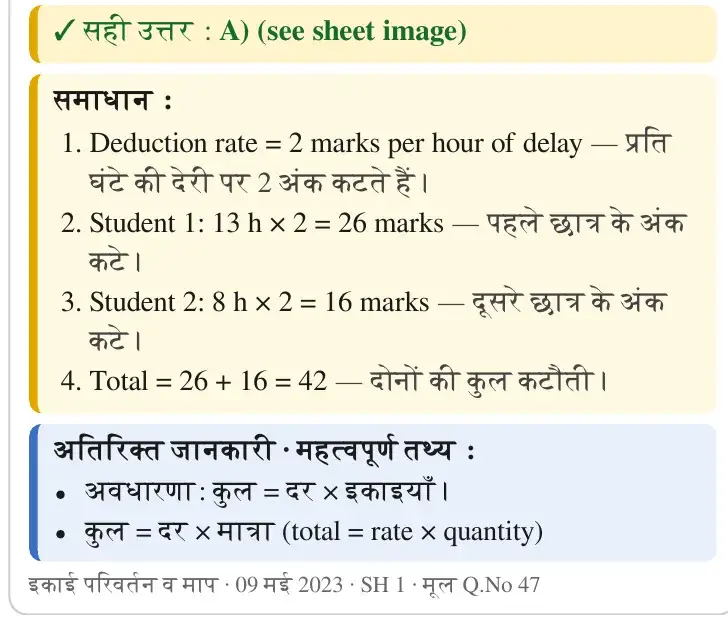 ✓ सही उत्तर : A) (see sheet image)
समाधान :
1. Deduction rate = 2 marks per hour of delay — प्रति
घंटे की देरी पर 2 अंक कटते हैं।
2. Student 1: 13 h × 2 = 26 marks — पहले छात्र के अंक
कटे।
3. Student 2: 8 h × 2 = 16 marks — दूसरे छात्र के अंक
कटे।
4. Total = 26 + 16 = 42 — दोनों की कुल कटौती।
अतिरिक्त जानकारी · महत्वपूर्ण तथ्य :
• अवधारणा : कुल = दर × इकाइयाँ।
• कुल = दर × मात्रा (total = rate × quantity)
इकाई परिवर्तन व माप · 09 मई 2023 · SH 1 · मूल Q.No 47